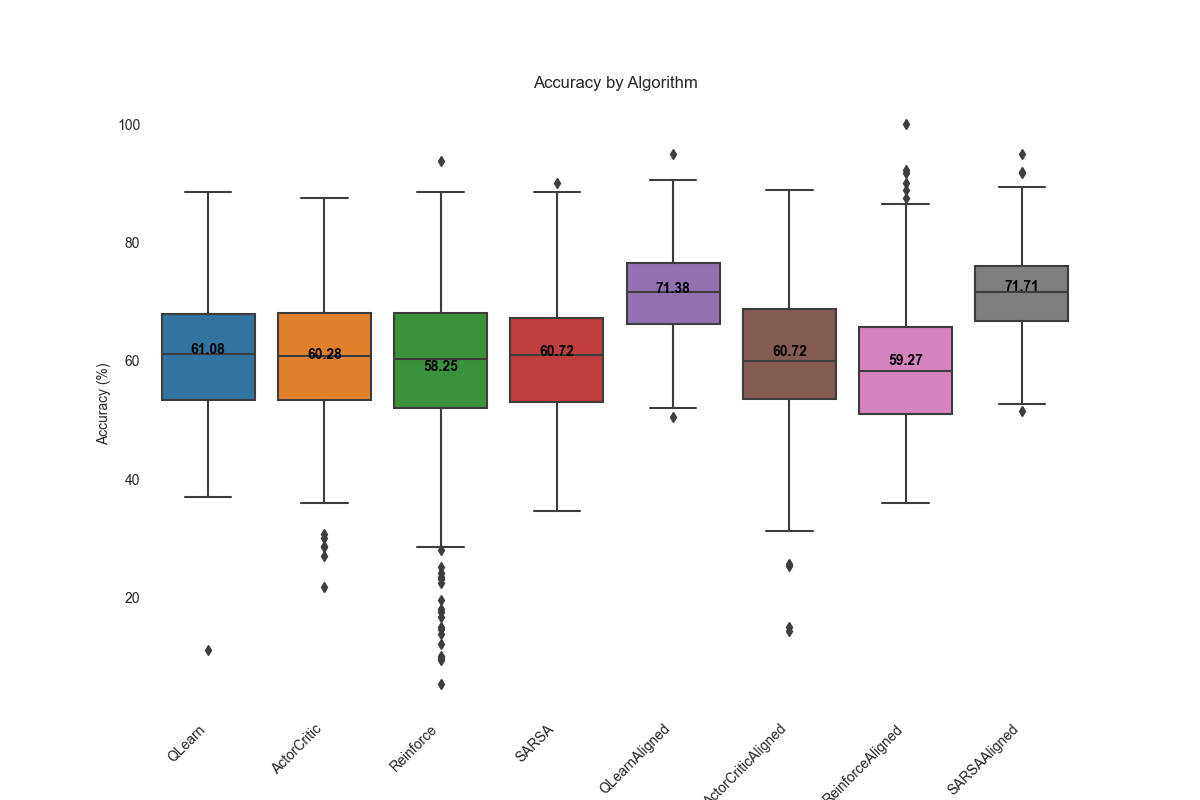 Accuracy by Algorithm
100
80
60
40
20
Accuracy (%)
61.08
60.28
58.25
60.72
71.38
60.72
59.27
71.71
QLearn
ActorCritic
Reinforce
SARSA
QLearnAligned
ActorCriticAligned
ReinforceAligned
SARSAAligned